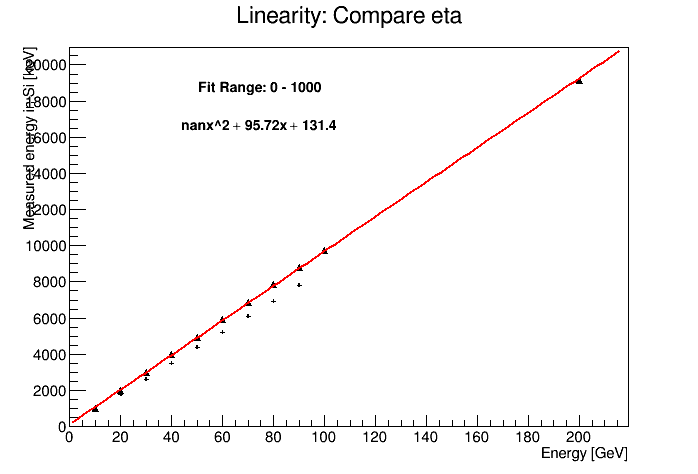 Linearity: Compare eta
Measured energy in Si [keV]
20000
18000
16000
14000
12000
10000
8000
6000
4000
2000
0
Fit Range: 0 - 1000
nanx^2 + 95.72x + 131.4
0 20 40 60 80 100 120 140 160 180 200
Energy [GeV]